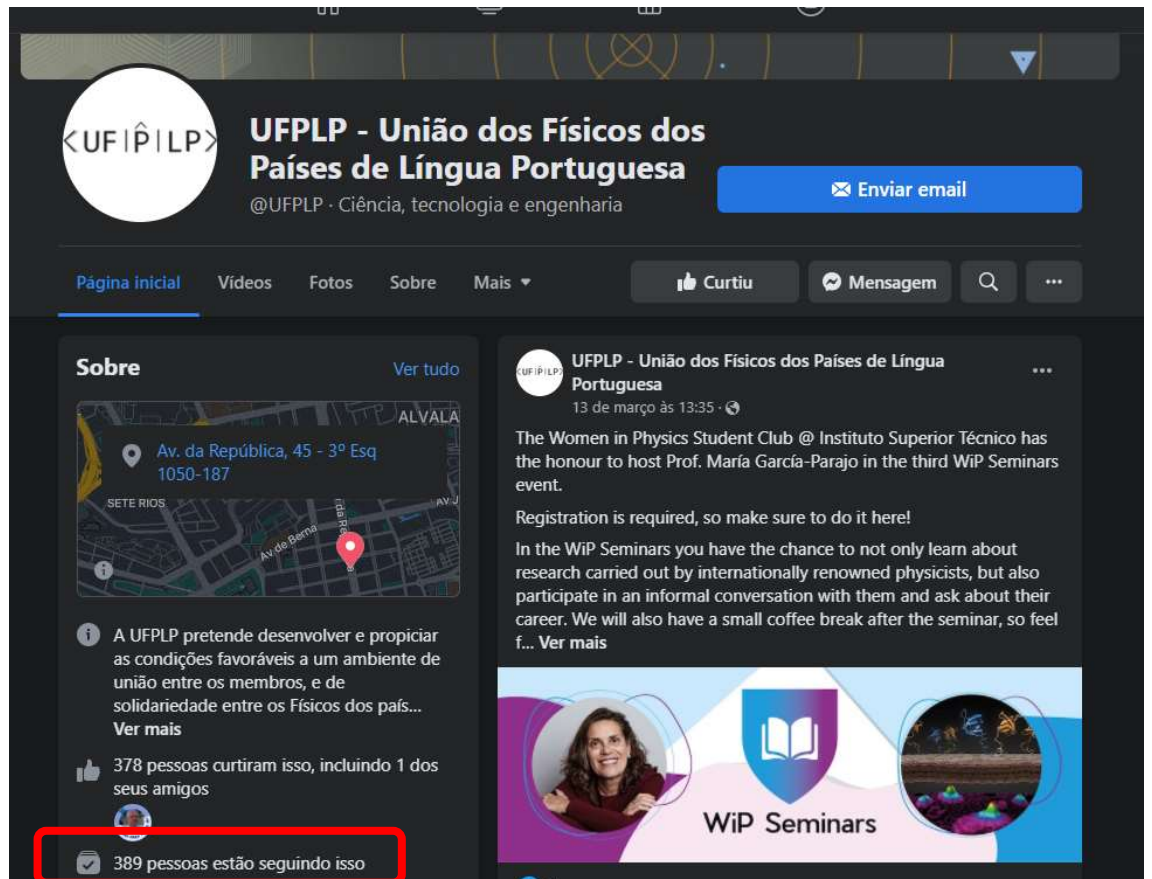 <UF|P̂|LP>
UFPLP - União dos Físicos dos
Países de Língua Portuguesa
@UFPLP · Ciência, tecnologia e engenharia
Enviar email
Página inicial Vídeos Fotos Sobre Mais
Curtiu Mensagem
Sobre Ver tudo
ALVALA
Av. da República, 45 - 3º Esq
1050-187
SETE RIOS
AV J
Av de Berna
da Re
A UFPLP pretende desenvolver e propiciar
as condições favoráveis a um ambiente de
união entre os membros, e de
solidariedade entre os Físicos dos país...
Ver mais
378 pessoas curtiram isso, incluindo 1 dos
seus amigos
389 pessoas estão seguindo isso
<UF|P̂|LP>
UFPLP - União dos Físicos dos Países de Língua
Portuguesa
13 de março às 13:35 ·
The Women in Physics Student Club @ Instituto Superior Técnico has
the honour to host Prof. María García-Parajo in the third WiP Seminars
event.
Registration is required, so make sure to do it here!
In the WiP Seminars you have the chance to not only learn about
research carried out by internationally renowned physicists, but also
participate in an informal conversation with them and ask about their
career. We will also have a small coffee break after the seminar, so feel
f... Ver mais
WiP Seminars